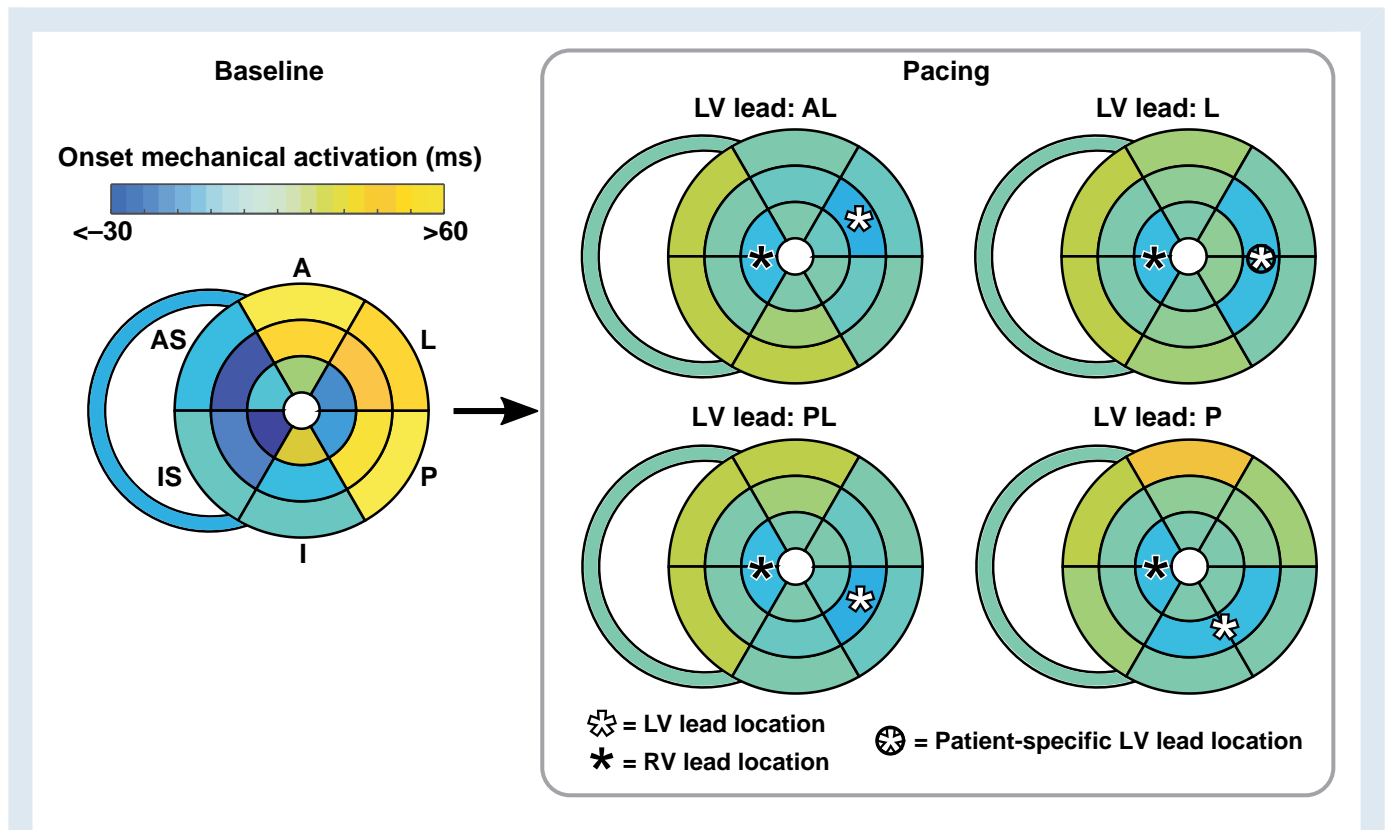 Baseline
Pacing
Onset mechanical activation (ms)
<–30
>60
A
AS
L
IS
P
I
LV lead: AL
LV lead: L
LV lead: PL
LV lead: P
= LV lead location
= RV lead location
= Patient-specific LV lead location